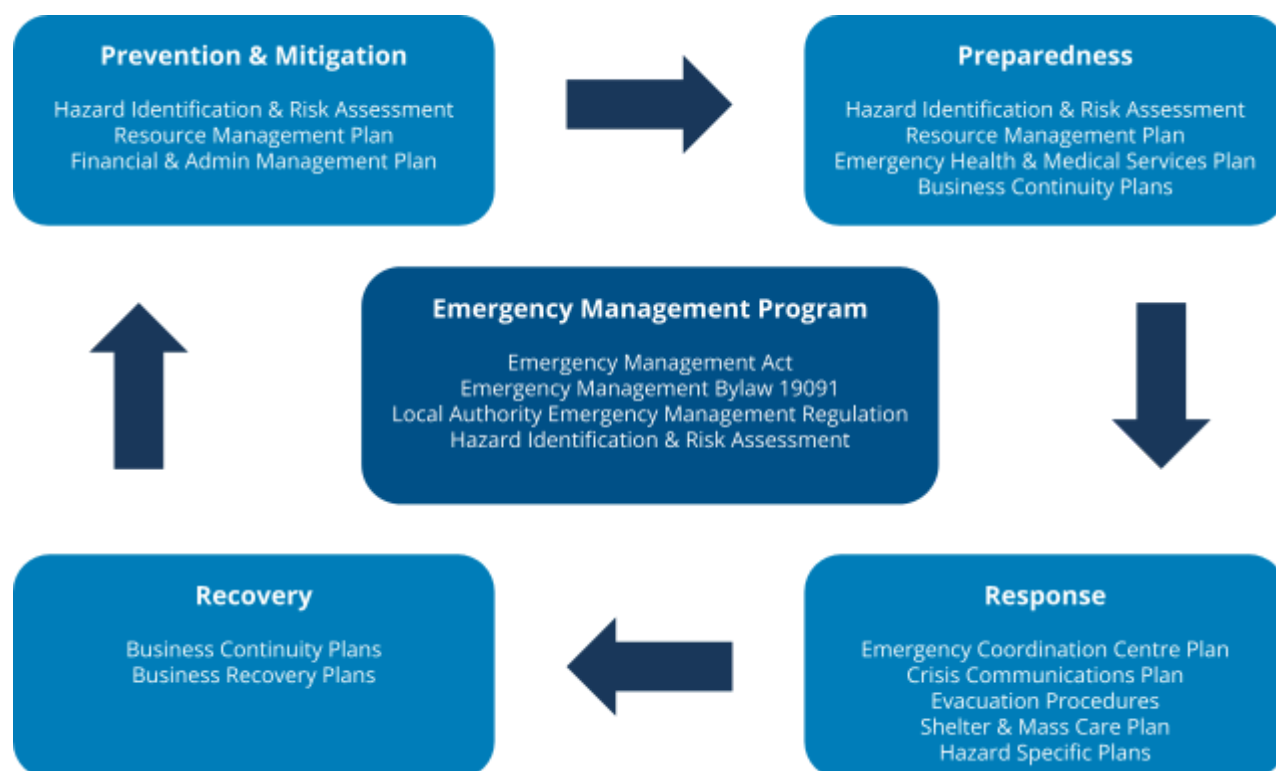 Prevention & Mitigation
Hazard Identification & Risk Assessment
Resource Management Plan
Financial & Admin Management Plan
Preparedness
Hazard Identification & Risk Assessment
Resource Management Plan
Emergency Health & Medical Services Plan
Business Continuity Plans
Emergency Management Program
Emergency Management Act
Emergency Management Bylaw 19091
Local Authority Emergency Management Regulation
Hazard Identification & Risk Assessment
Recovery
Business Continuity Plans
Business Recovery Plans
Response
Emergency Coordination Centre Plan
Crisis Communications Plan
Evacuation Procedures
Shelter & Mass Care Plan
Hazard Specific Plans